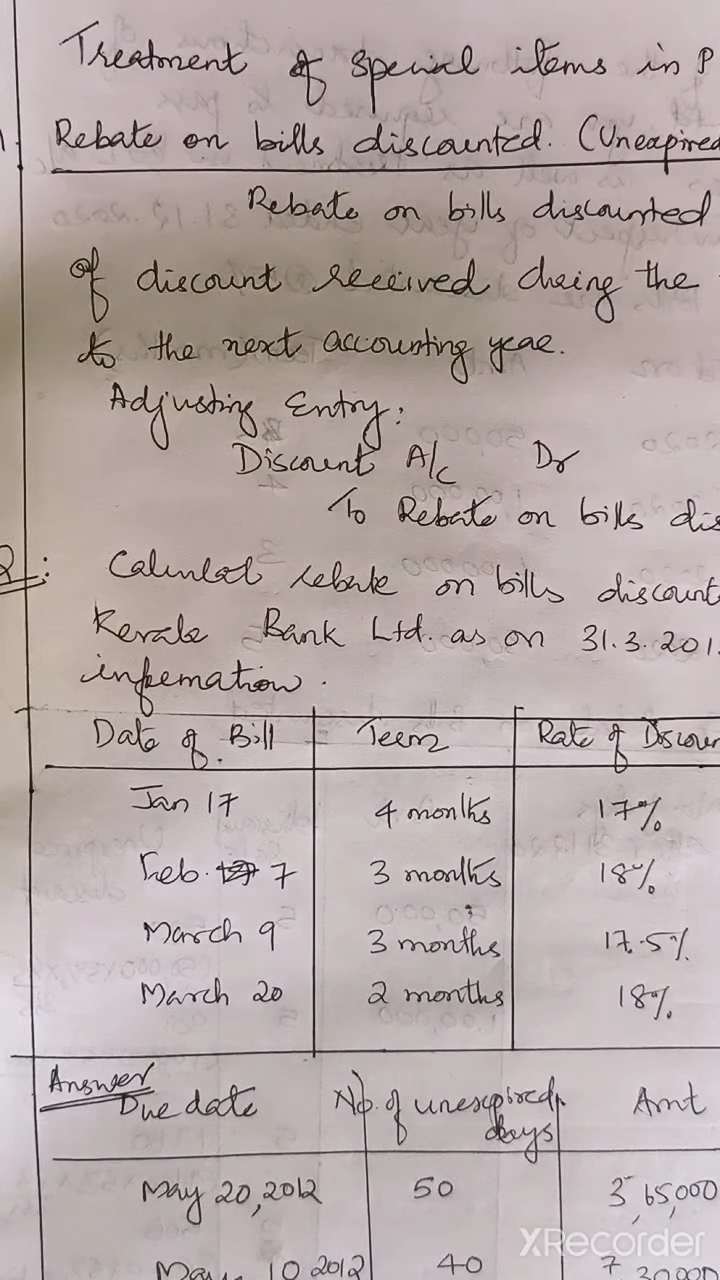 Treatment of special items in P
Rebate on bills discounted. (Unexpired
Rebate on bills discounted
of discount received during the
to the next accounting year.
Adjusting Entry:
Discount A/c Dr
To Rebate on bills dis
Calculat rebate on bills discount
Kerala Bank Ltd. as on 31.3.201
information.
Date of Bill Term Rate of Discoun
Jan 17 4 months 17%
Feb. 7 3 months 18%
March 9 3 months 17.5%
March 20 2 months 18%
Answer
Due date No. of unexpired days Amt
May 20, 2012 50 3,65,000
May 10 2012 40 7 30000
XRecorder